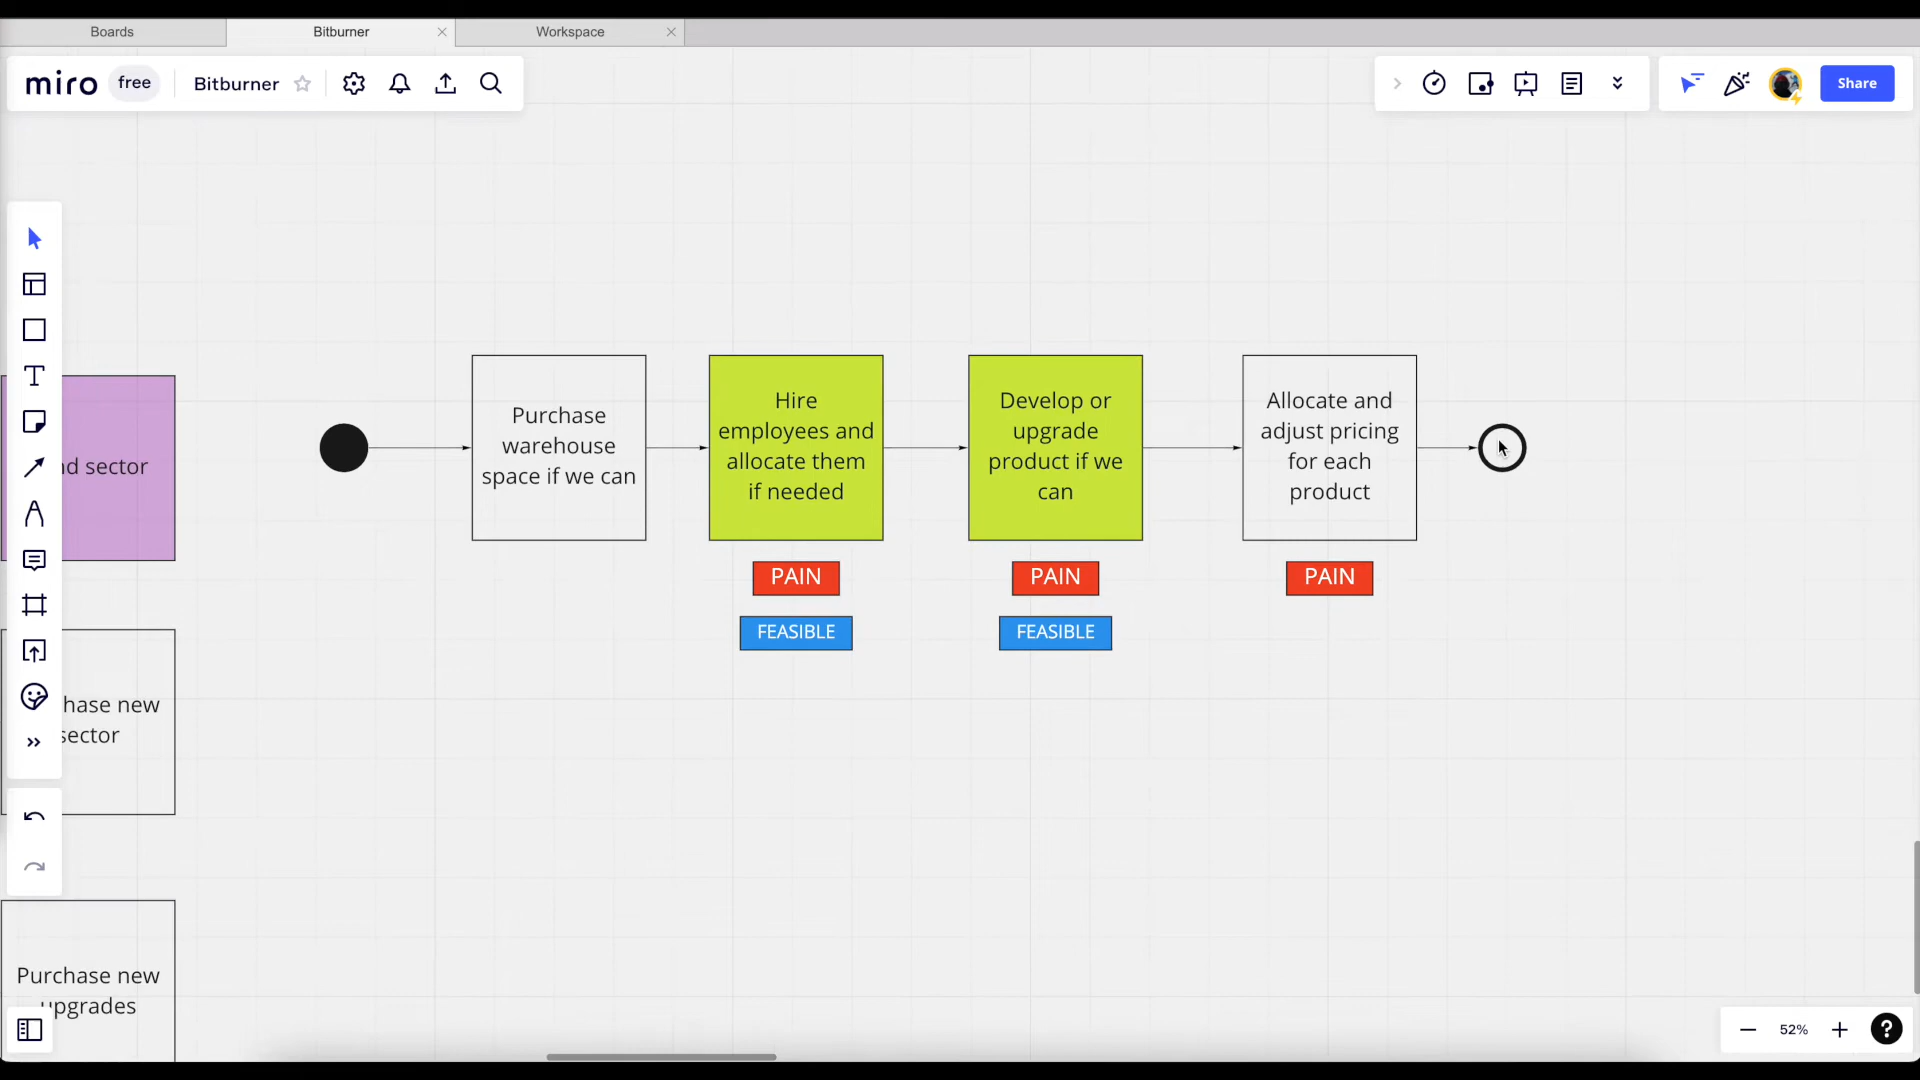 Boards
Bitburner
Workspace
miro
free
Bitburner
Share
Purchase
warehouse
space if we can
Hire
employees and
allocate them
if needed
Develop or
upgrade
product if we
can
Allocate and
adjust pricing
for each
product
PAIN
PAIN
PAIN
FEASIBLE
FEASIBLE
sector
sector
Purchase new
upgrades
52%
?